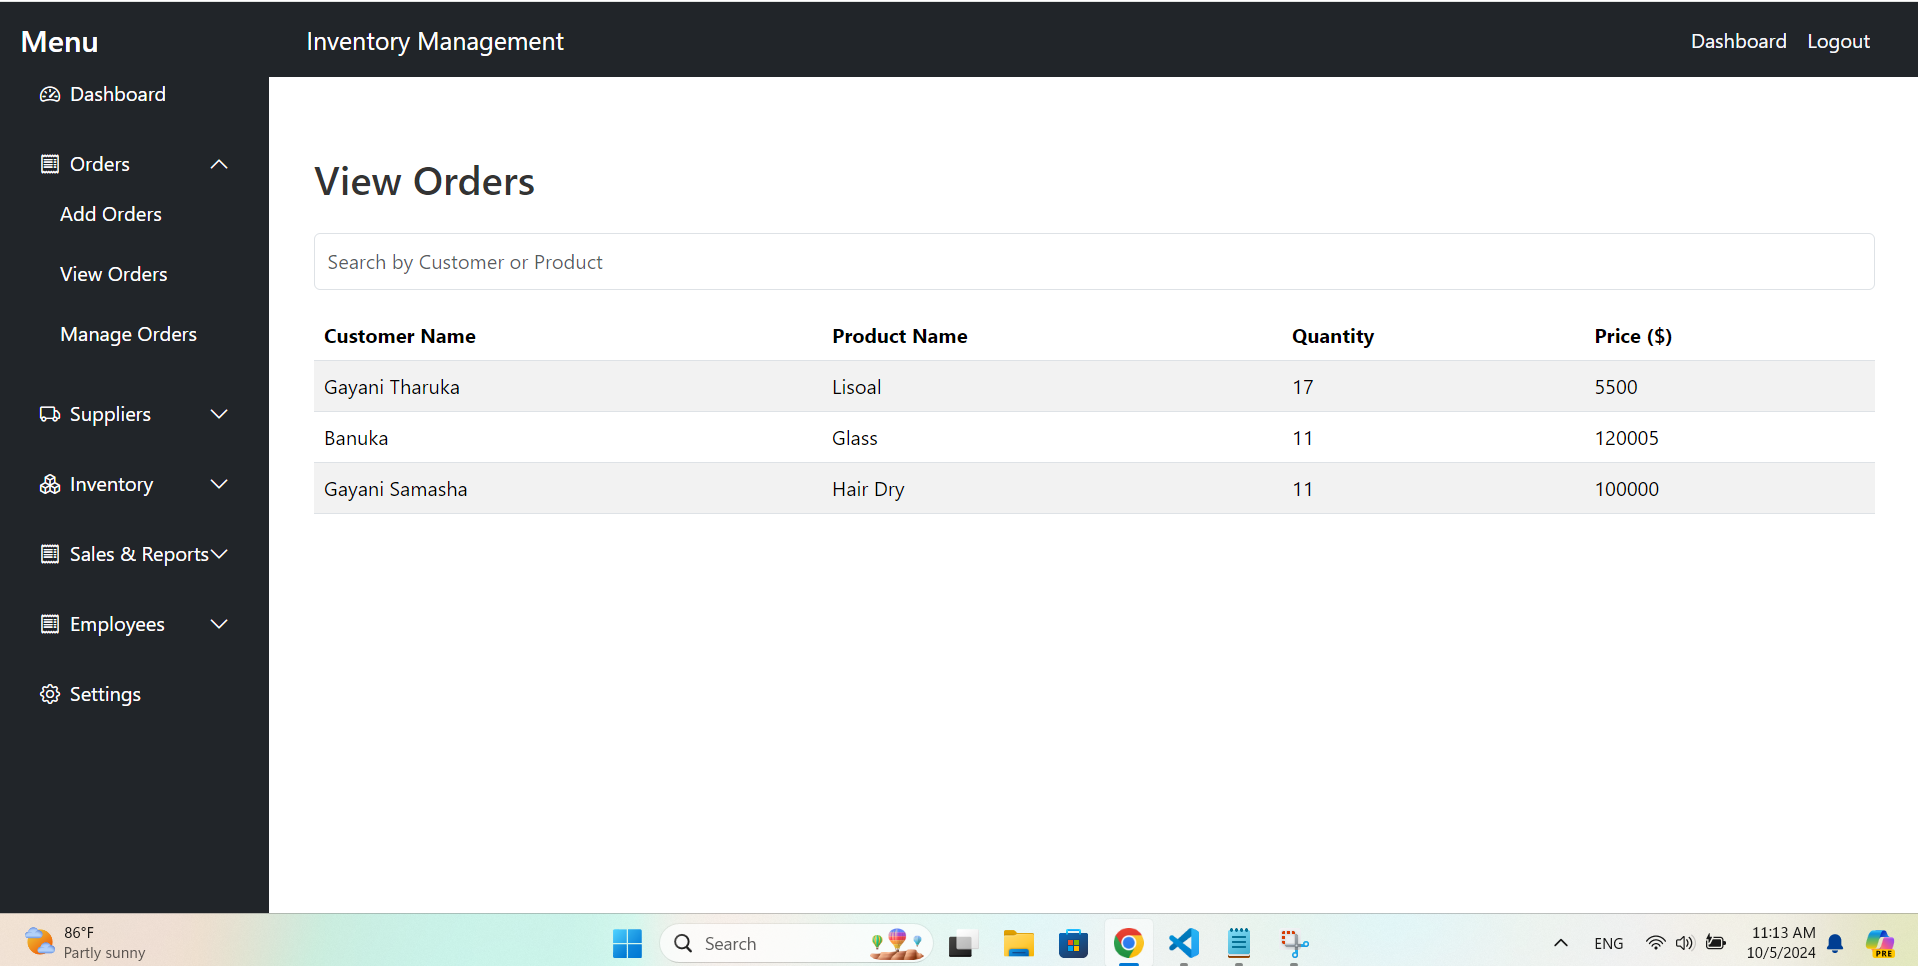 Menu
Inventory Management
Dashboard Logout
Dashboard
Orders
Add Orders
View Orders
Manage Orders
Suppliers
Inventory
Sales & Reports
Employees
Settings
View Orders
Search by Customer or Product
Customer Name Product Name Quantity Price ($)
Gayani Tharuka Lisoal 17 5500
Banuka Glass 11 120005
Gayani Samasha Hair Dry 11 100000
86°F
Partly sunny
Search
ENG
11:13 AM
10/5/2024
PRE